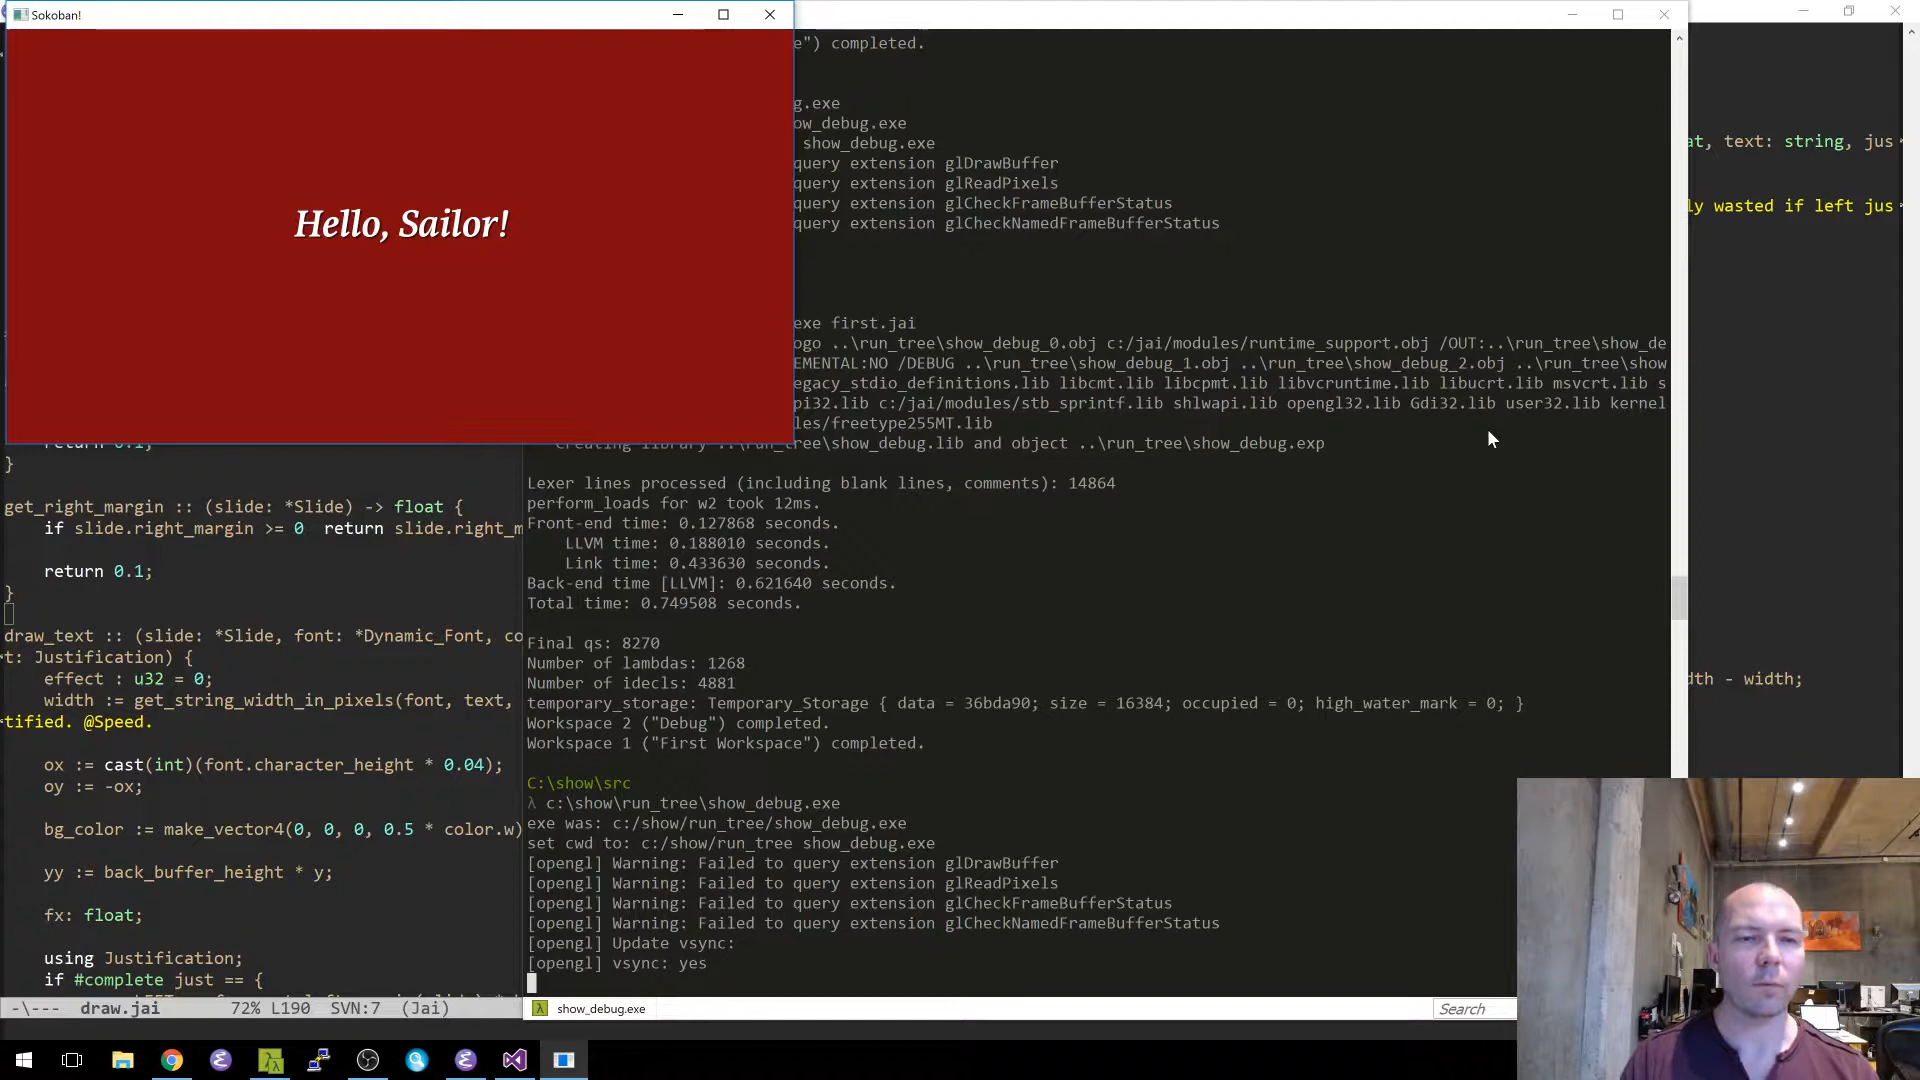 Sokoban!
Hello, Sailor!
e") completed.
g.exe
ow_debug.exe
show_debug.exe
query extension glDrawBuffer
query extension glReadPixels
query extension glCheckFrameBufferStatus
query extension glCheckNamedFrameBufferStatus
exe first.jai
ogo ..\run_tree\show_debug_0.obj c:/jai/modules/runtime_support.obj /OUT:..\run_tree\show_de
EMENTAL:NO /DEBUG ..\run_tree\show_debug_1.obj ..\run_tree\show_debug_2.obj ..\run_tree\show
egacy_stdio_definitions.lib libcmt.lib libcpmt.lib libvcruntime.lib libucrt.lib msvcrt.lib s
pi32.lib c:/jai/modules/stb_sprintf.lib shlwapi.lib opengl32.lib Gdi32.lib user32.lib kernel
les/freetype255MT.lib
Creating library ..\run_tree\show_debug.lib and object ..\run_tree\show_debug.exp
Lexer lines processed (including blank lines, comments): 14864
perform_loads for w2 took 12ms.
Front-end time: 0.127868 seconds.
LLVM time: 0.188010 seconds.
Link time: 0.433630 seconds.
Back-end time [LLVM]: 0.621640 seconds.
Total time: 0.749508 seconds.
Final qs: 8270
Number of lambdas: 1268
Number of idecls: 4881
temporary_storage: Temporary_Storage { data = 36bda90; size = 16384; occupied = 0; high_water_mark = 0; }
Workspace 2 ("Debug") completed.
Workspace 1 ("First Workspace") completed.
C:\show\src
λ c:\show\run_tree\show_debug.exe
exe was: c:/show/run_tree/show_debug.exe
set cwd to: c:/show/run_tree show_debug.exe
[opengl] Warning: Failed to query extension glDrawBuffer
[opengl] Warning: Failed to query extension glReadPixels
[opengl] Warning: Failed to query extension glCheckFrameBufferStatus
[opengl] Warning: Failed to query extension glCheckNamedFrameBufferStatus
[opengl] Update vsync:
[opengl] vsync: yes
λ show_debug.exe
Search
return 0.1;
}
get_right_margin :: (slide: *Slide) -> float {
if slide.right_margin >= 0 return slide.right_m
return 0.1;
}
draw_text :: (slide: *Slide, font: *Dynamic_Font, co
t: Justification) {
effect : u32 = 0;
width := get_string_width_in_pixels(font, text,
tified. @Speed.
ox := cast(int)(font.character_height * 0.04);
oy := -ox;
bg_color := make_vector4(0, 0, 0, 0.5 * color.w)
yy := back_buffer_height * y;
fx: float;
using Justification;
if #complete just == {
-\--- draw.jai 72% L190 SVN:7 (Jai)
at, text: string, jus
ly wasted if left jus
dth - width;